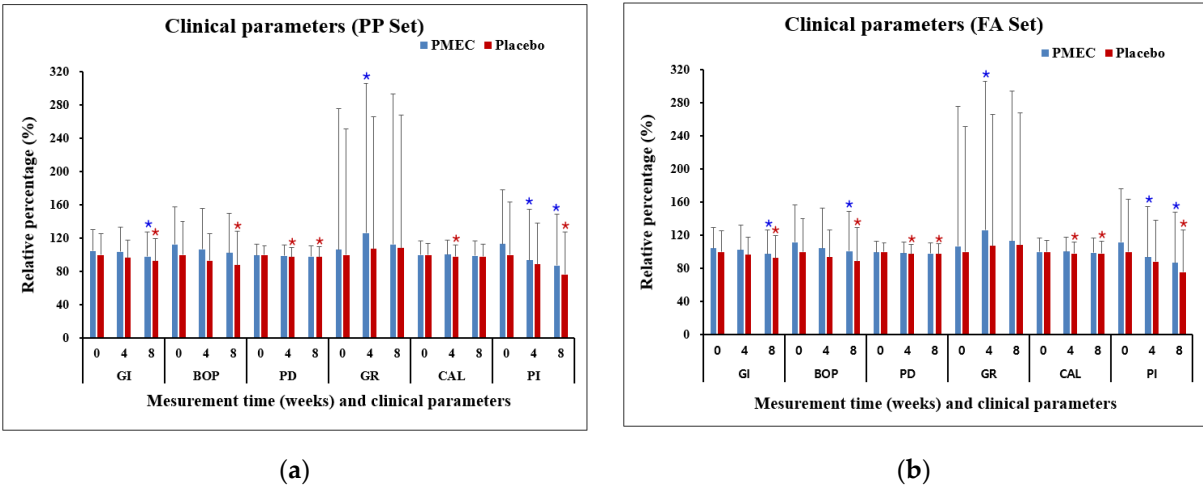 Clinical parameters (PP Set)
PMEC Placebo
Relative percentage (%)
320
280
240
200
160
120
80
40
0
0 4 8 0 4 8 0 4 8 0 4 8 0 4 8 0 4 8
GI BOP PD GR CAL PI
Mesurement time (weeks) and clinical parameters
(a)
Clinical parameters (FA Set)
PMEC Placebo
Relative percentage (%)
320
280
240
200
160
120
80
40
0
0 4 8 0 4 8 0 4 8 0 4 8 0 4 8 0 4 8
GI BOP PD GR CAL PI
Mesurement time (weeks) and clinical parameters
(b)